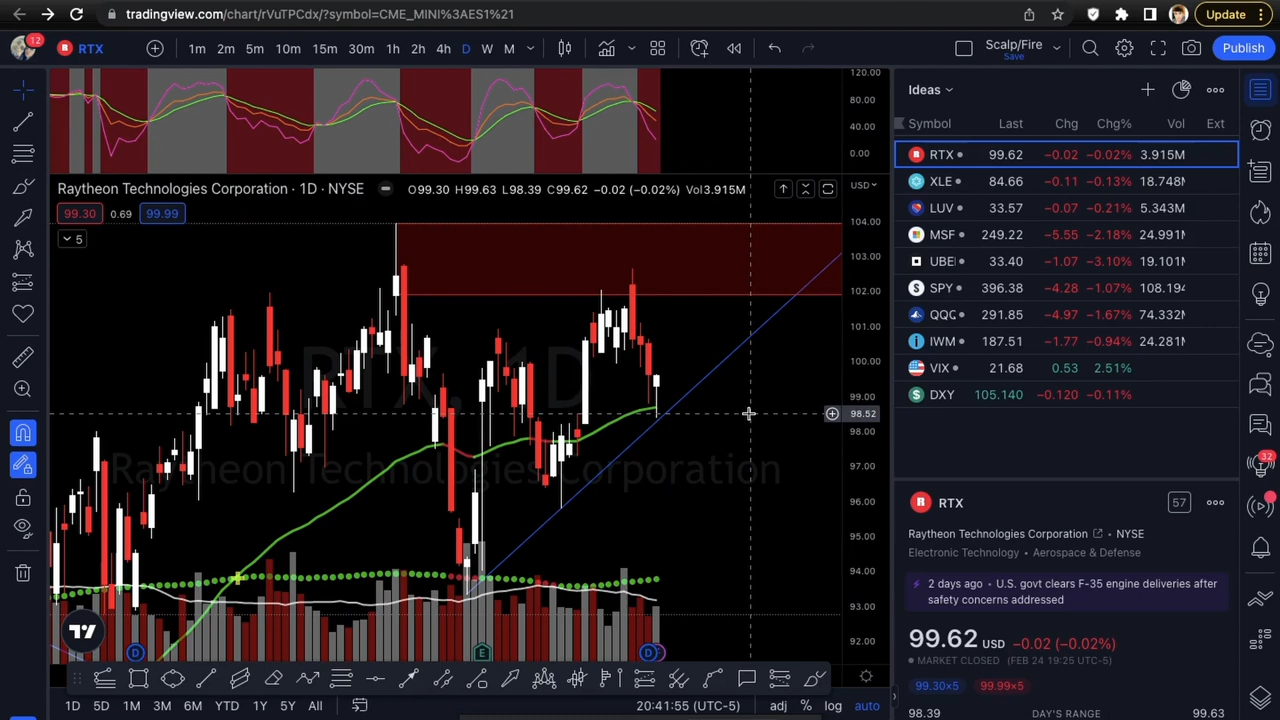 tradingview.com/chart/rVuTPCdx/?symbol=CME_MINI%3AES1%21
Update
12
RTX 1m 2m 5m 10m 15m 30m 1h 2h 4h D W M
Scalp/Fire
Save
Publish
120.00
80.00
40.00
0.00
Raytheon Technologies Corporation · 1D · NYSE O99.30 H99.63 L98.39 C99.62 −0.02 (−0.02%) Vol3.915M
USD
99.30 0.69 99.99
5
104.00
103.00
102.00
101.00
100.00
99.00
98.52
98.00
97.00
96.00
95.00
94.00
93.00
92.00
RTX, 1D
Raytheon Technologies Corporation
D E D
1D 5D 1M 3M 6M YTD 1Y 5Y All
20:41:55 (UTC-5) adj % log auto
Ideas
Symbol Last Chg Chg% Vol Ext
RTX 99.62 −0.02 −0.02% 3.915M
XLE 84.66 −0.11 −0.13% 18.748M
LUV 33.57 −0.07 −0.21% 5.343M
MSF 249.22 −5.55 −2.18% 24.991M
UBE 33.40 −1.07 −3.10% 19.101M
SPY 396.38 −4.28 −1.07% 108.194
QQQ 291.85 −4.97 −1.67% 74.332M
IWM 187.51 −1.77 −0.94% 24.281M
VIX 21.68 0.53 2.51%
DXY 105.140 −0.120 −0.11%
32
RTX
57
Raytheon Technologies Corporation • NYSE
Electronic Technology • Aerospace & Defense
2 days ago • U.S. govt clears F-35 engine deliveries after
safety concerns addressed
99.62 USD −0.02 (−0.02%)
MARKET CLOSED (FEB 24 19:25 UTC-5)
99.30×5 99.99×5
98.39 DAY'S RANGE 99.63